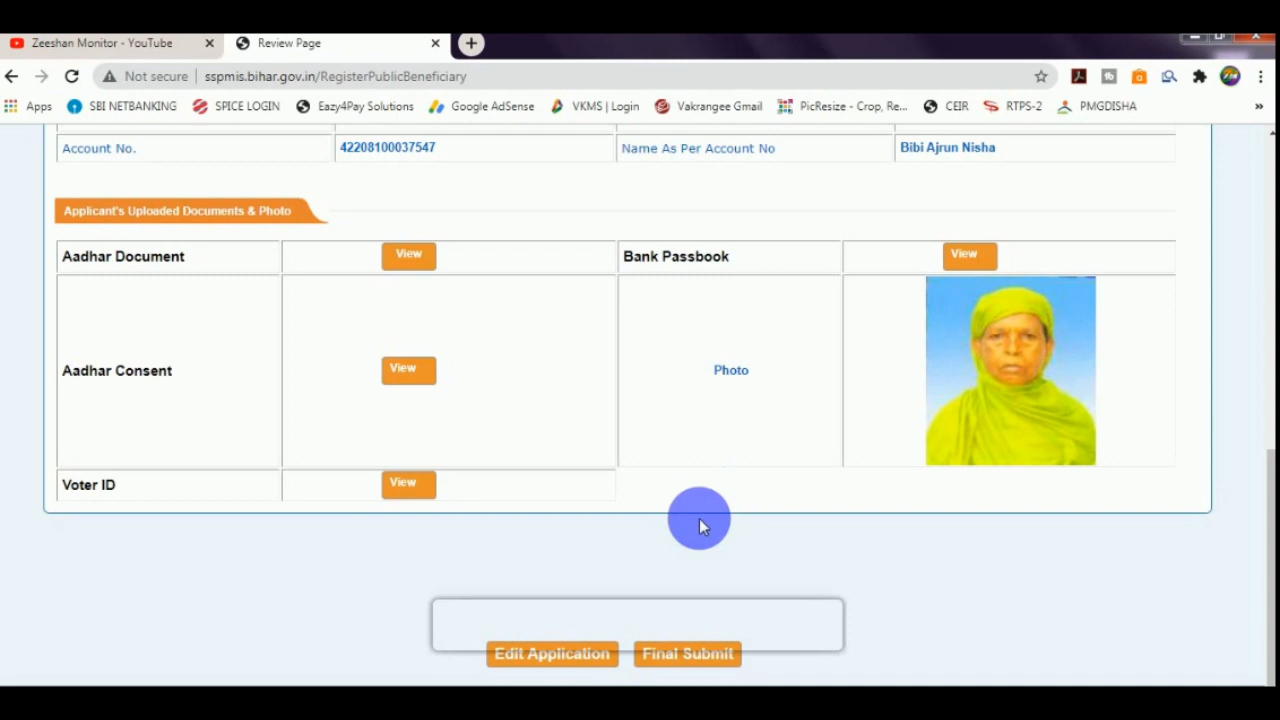 Zeeshan Monitor - YouTube
Review Page
Not secure
sspmis.bihar.gov.in/RegisterPublicBeneficiary
Apps
SBI NETBANKING
SPICE LOGIN
Eazy4Pay Solutions
Google AdSense
VKMS | Login
Vakrangee Gmail
PicResize - Crop, Re...
CEIR
RTPS-2
PMGDISHA
»
Account No.
42208100037547
Name As Per Account No
Bibi Ajrun Nisha
Applicant's Uploaded Documents & Photo
Aadhar Document
View
Bank Passbook
View
Aadhar Consent
View
Photo
Voter ID
View
Edit Application
Final Submit